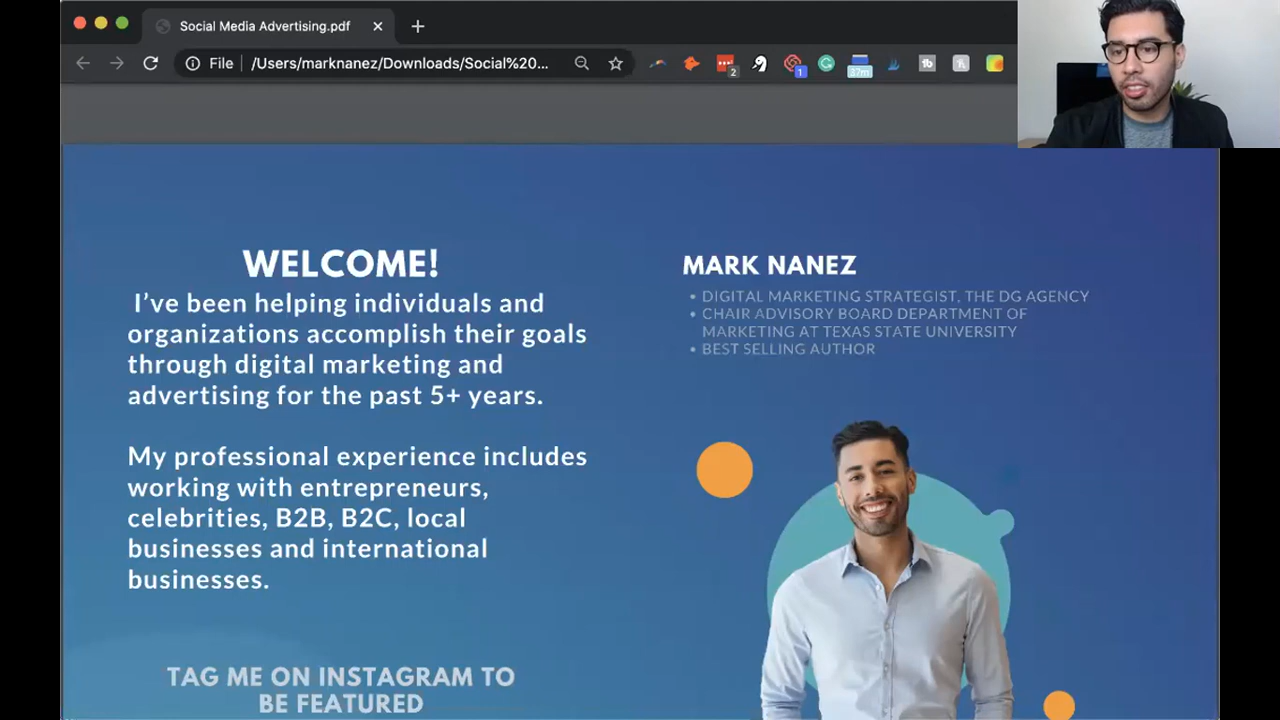 Social Media Advertising.pdf
File
/Users/marknanez/Downloads/Social%20...
2
1
37m
WELCOME!
I’ve been helping individuals and
organizations accomplish their goals
through digital marketing and
advertising for the past 5+ years.
My professional experience includes
working with entrepreneurs,
celebrities, B2B, B2C, local
businesses and international
businesses.
TAG ME ON INSTAGRAM TO
BE FEATURED
MARK NANEZ
• DIGITAL MARKETING STRATEGIST, THE DG AGENCY
• CHAIR ADVISORY BOARD DEPARTMENT OF
MARKETING AT TEXAS STATE UNIVERSITY
• BEST SELLING AUTHOR